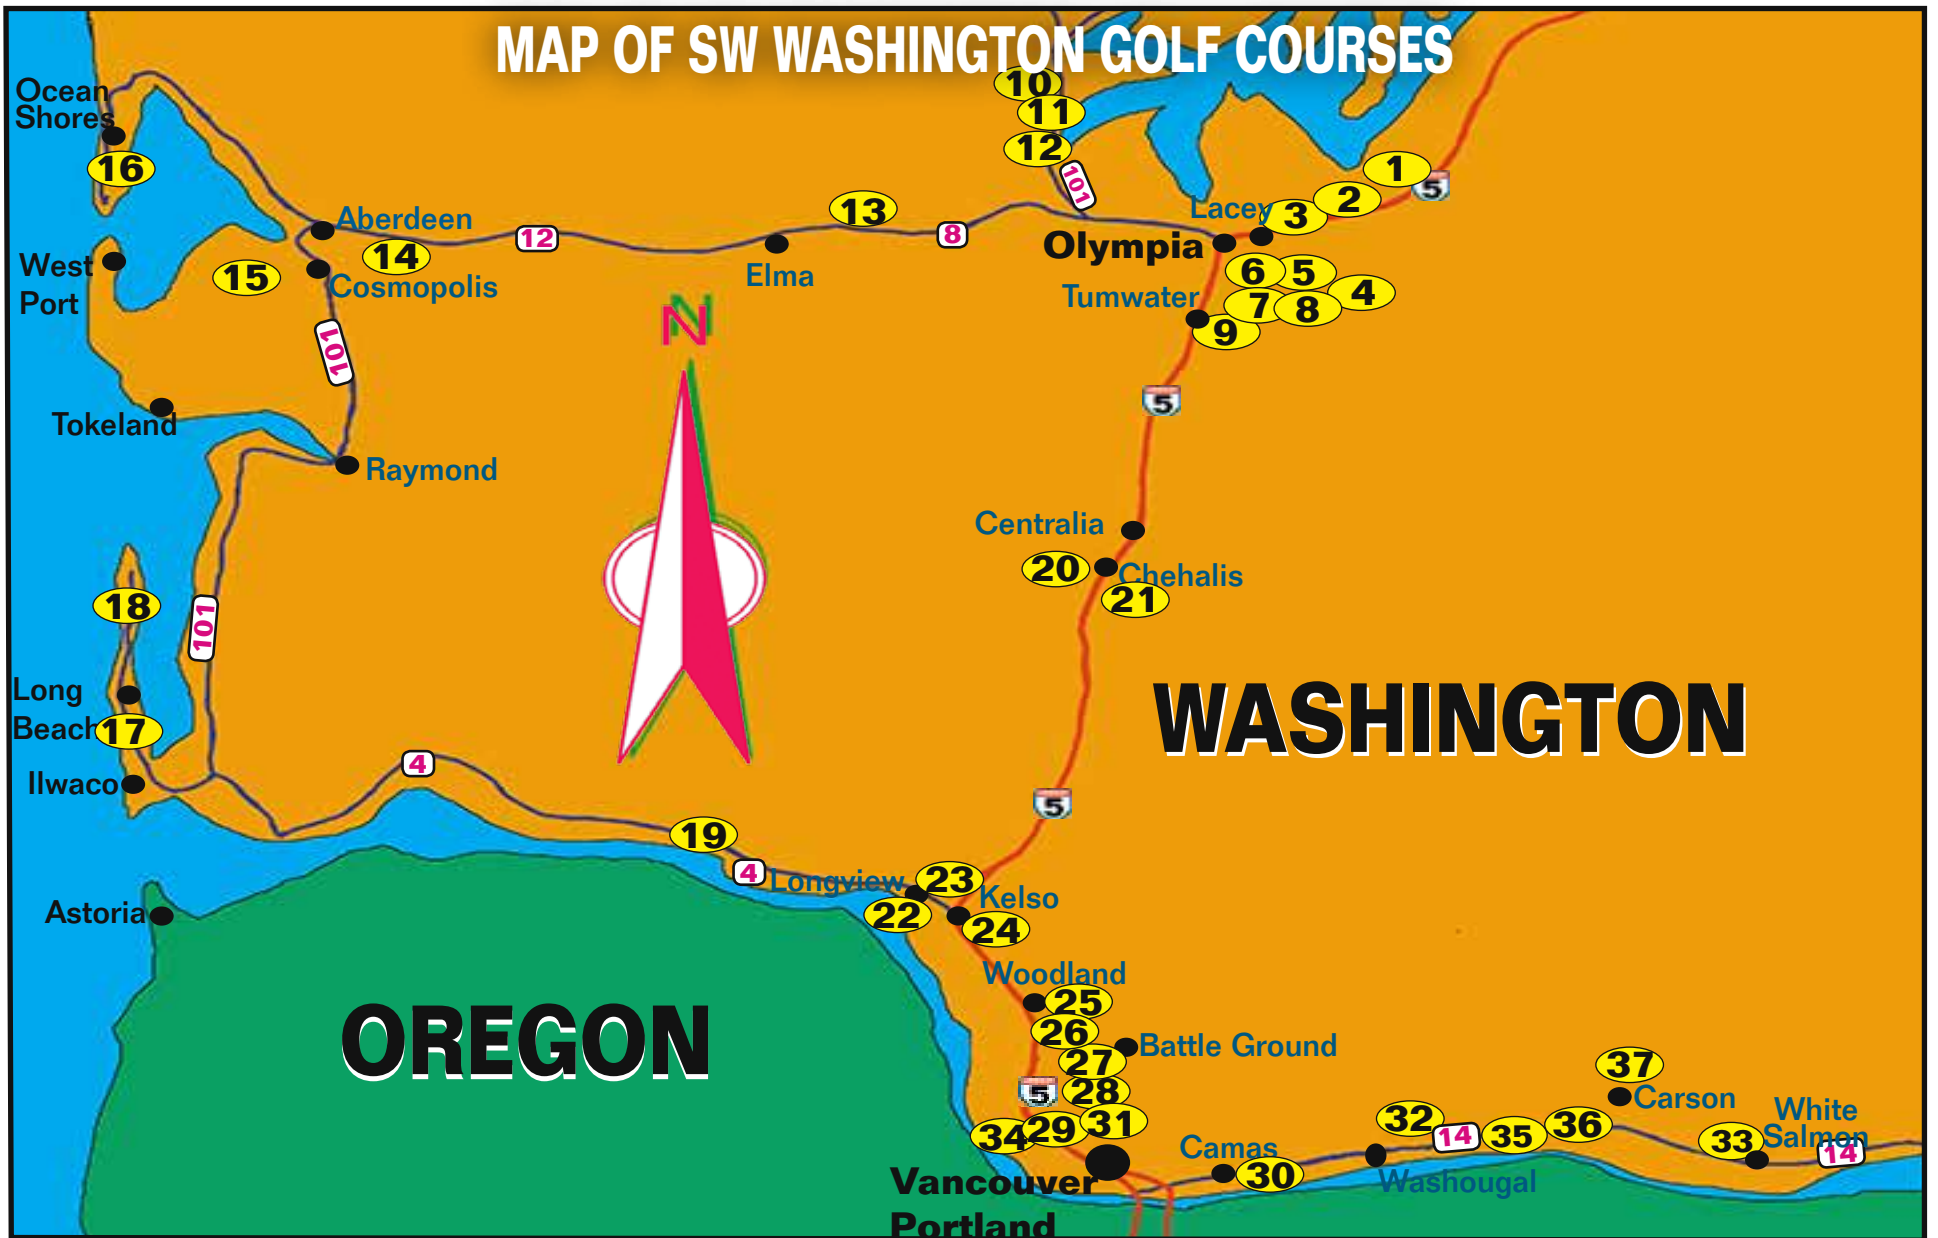 MAP OF SW WASHINGTON GOLF COURSES
Ocean
Shores
16
10
11
12
101
1
5
2
Lacey
3
Aberdeen
13
12
8
Olympia
West
Port
15
14
Cosmopolis
Elma
6
5
4
Tumwater
7
8
9
N
101
5
Tokeland
Raymond
Centralia
20
Chehalis
21
18
101
Long
Beach
17
WASHINGTON
Ilwaco
4
5
19
4
Longview
23
Kelso
22
24
Astoria
Woodland
25
26
OREGON
Battle Ground
27
5
28
37
Carson
34
29
31
32
14
35
36
White
Salmon
33
14
Camas
30
Washougal
Vancouver
Portland